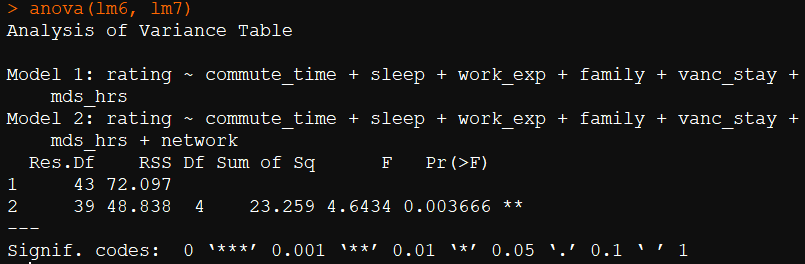 > anova(lm6, lm7)
Analysis of Variance Table

Model 1: rating ~ commute_time + sleep + work_exp + family + vanc_stay +
    mds_hrs
Model 2: rating ~ commute_time + sleep + work_exp + family + vanc_stay +
    mds_hrs + network
  Res.Df    RSS Df Sum of Sq      F   Pr(>F)
1     43 72.097
2     39 48.838  4    23.259 4.6434 0.003666 **
---
Signif. codes:  0 ‘***’ 0.001 ‘**’ 0.01 ‘*’ 0.05 ‘.’ 0.1 ‘ ’ 1